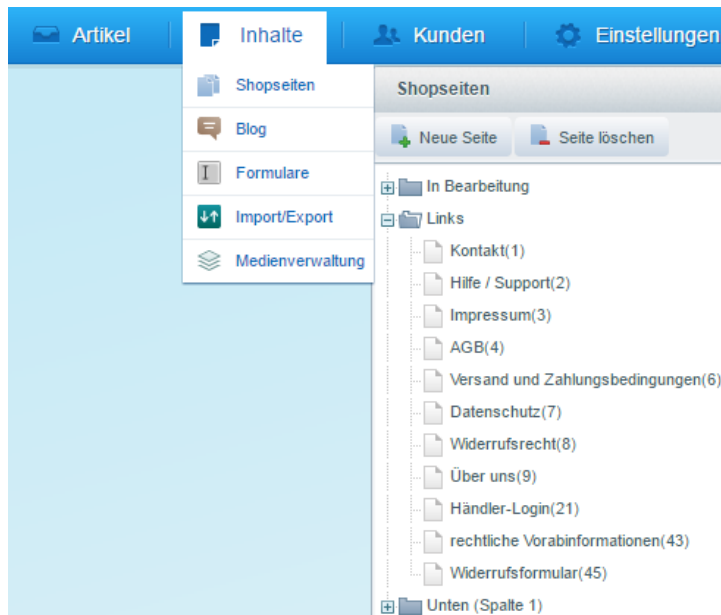 Artikel
Inhalte
Kunden
Einstellungen
Shopseiten
Blog
Formulare
Import/Export
Medienverwaltung
Shopseiten
Neue Seite
Seite löschen
In Bearbeitung
Links
Kontakt(1)
Hilfe / Support(2)
Impressum(3)
AGB(4)
Versand und Zahlungsbedingungen(6)
Datenschutz(7)
Widerrufsrecht(8)
Über uns(9)
Händler-Login(21)
rechtliche Vorabinformationen(43)
Widerrufsformular(45)
Unten (Spalte 1)